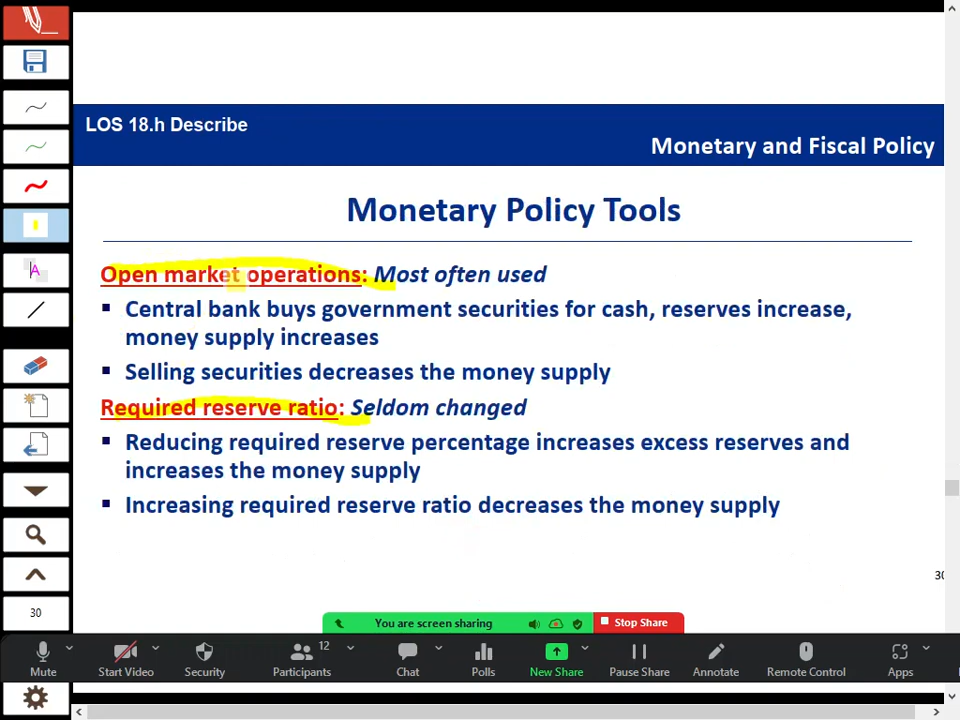 LOS 18.h Describe
Monetary and Fiscal Policy
Monetary Policy Tools
Open market operations: Most often used
Central bank buys government securities for cash, reserves increase,
money supply increases
Selling securities decreases the money supply
Required reserve ratio: Seldom changed
Reducing required reserve percentage increases excess reserves and
increases the money supply
Increasing required reserve ratio decreases the money supply
30
A
30
You are screen sharing
Stop Share
12
Mute
Start Video
Security
Participants
Chat
Polls
New Share
Pause Share
Annotate
Remote Control
Apps